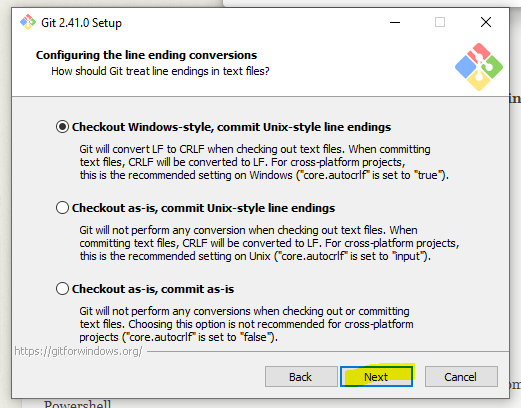 Git 2.41.0 Setup
Configuring the line ending conversions
How should Git treat line endings in text files?
Checkout Windows-style, commit Unix-style line endings
Git will convert LF to CRLF when checking out text files. When committing
text files, CRLF will be converted to LF. For cross-platform projects,
this is the recommended setting on Windows ("core.autocrlf" is set to "true").
Checkout as-is, commit Unix-style line endings
Git will not perform any conversion when checking out text files. When
committing text files, CRLF will be converted to LF. For cross-platform projects,
this is the recommended setting on Unix ("core.autocrlf" is set to "input").
Checkout as-is, commit as-is
Git will not perform any conversions when checking out or committing
text files. Choosing this option is not recommended for cross-platform
projects ("core.autocrlf" is set to "false").
https://gitforwindows.org/
Back
Next
Cancel
Powershell